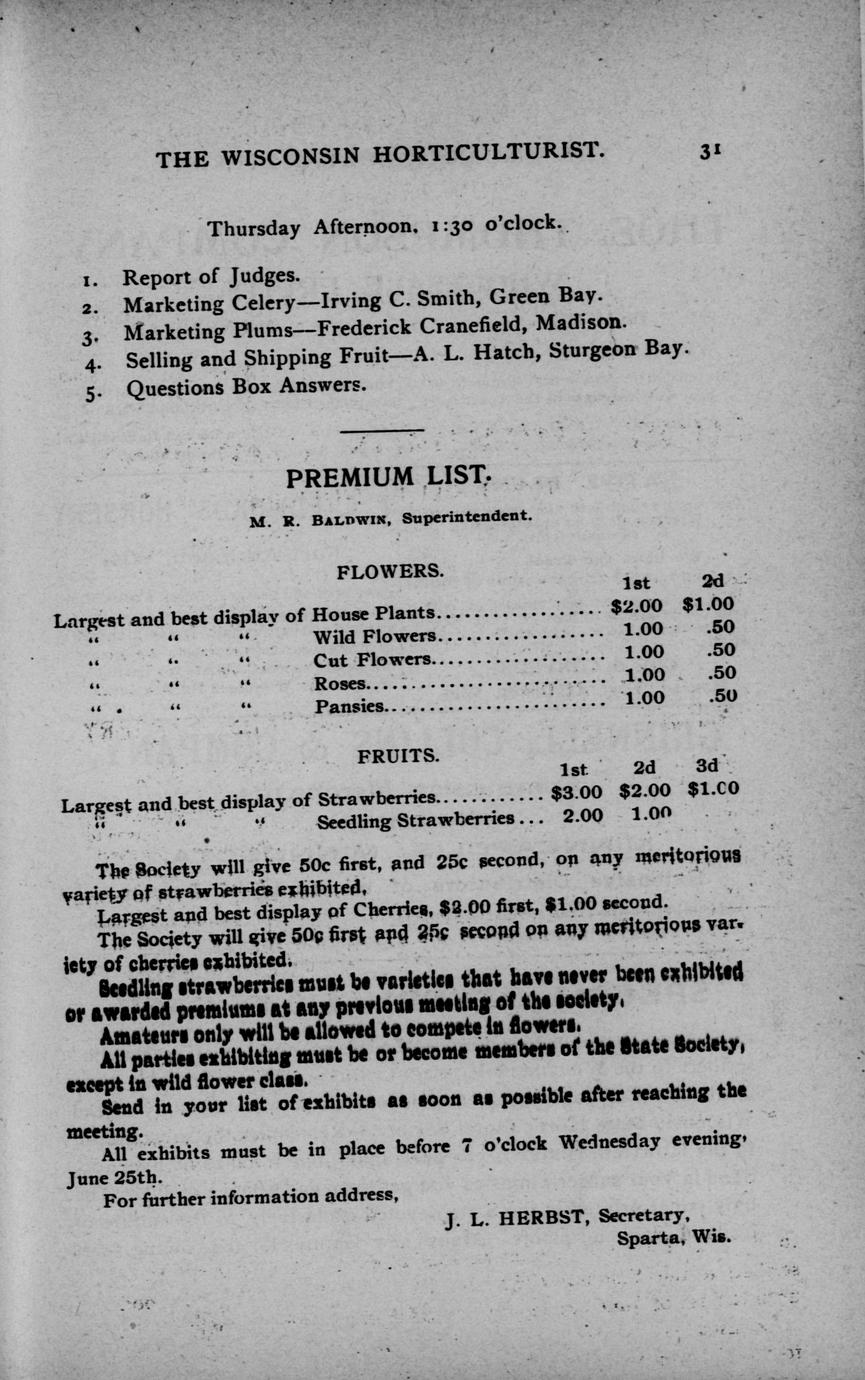 THE WISCONSIN HORTICULTURIST. 31
Thursday Afternoon, 1:30 o'clock.
1. Report of Judges.
2. Marketing Celery—Irving C. Smith, Green Bay.
3. Marketing Plums—Frederick Cranefield, Madison.
4. Selling and Shipping Fruit—A. L. Hatch, Sturgeon Bay.
5. Questions Box Answers.
PREMIUM LIST.
M. R. BALDWIN, Superintendent.
FLOWERS.
1st 2d
Largest and best display of House Plants.................. $2.00 $1.00
" " " Wild Flowers.................. 1.00 .50
" " " Cut Flowers.................. 1.00 .50
" " " Roses........................ 1.00 .50
" " " Pansies....................... 1.00 .50
FRUITS.
1st 2d 3d
Largest and best display of Strawberries............ $3.00 $2.00 $1.00
" " " Seedling Strawberries... 2.00 1.00
The Society will give 50c first, and 25c second, on any meritorious
variety of strawberries exhibited,
Largest and best display of Cherries, $2.00 first, $1.00 second.
The Society will give 50c first and 25c second on any meritorious var-
iety of cherries exhibited.
Seedling strawberries must be varieties that have never been exhibited
or awarded premiums at any previous meeting of the society,
Amateurs only will be allowed to compete in flowers.
All parties exhibiting must be or become members of the State Society,
except in wild flower class.
Send in your list of exhibits as soon as possible after reaching the
meeting.
All exhibits must be in place before 7 o'clock Wednesday evening,
June 25th.
For further information address,
J. L. HERBST, Secretary,
Sparta, Wis.